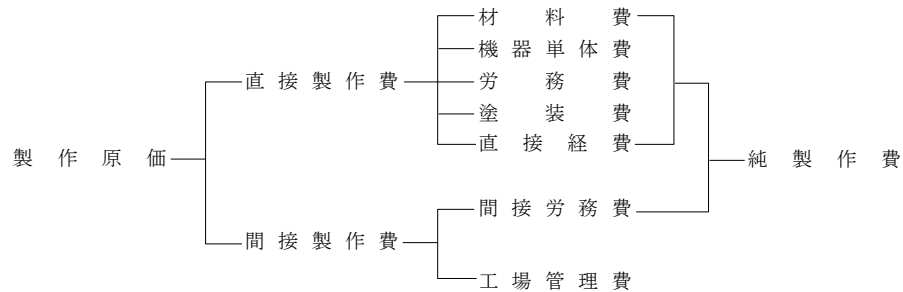 材料費
機器単体費
直接製作費
労務費
塗装費
直接経費
製作原価
純製作費
間接労務費
間接製作費
工場管理費